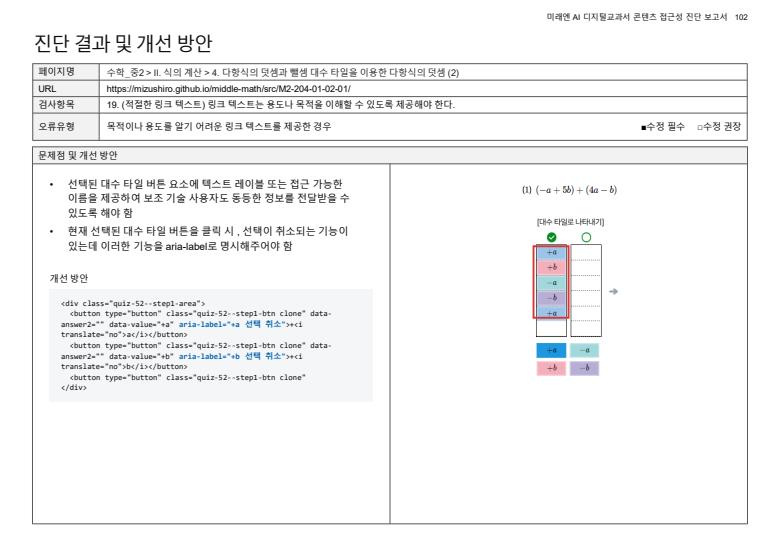 미래엔 AI 디지털교과서 콘텐츠 접근성 진단 보고서 102
진단 결과 및 개선 방안
페이지명 수학_중2 > II. 식의 계산 > 4. 다항식의 덧셈과 뺄셈 대수 타일을 이용한 다항식의 덧셈 (2)
URL https://mizushiro.github.io/middle-math/src/M2-204-01-02-01/
검사항목 19. (적절한 링크 텍스트) 링크 텍스트는 용도나 목적을 이해할 수 있도록 제공해야 한다.
오류유형 목적이나 용도를 알기 어려운 링크 텍스트를 제공한 경우 ■수정 필수 □수정 권장
문제점 및 개선 방안
• 선택된 대수 타일 버튼 요소에 텍스트 레이블 또는 접근 가능한
이름을 제공하여 보조 기술 사용자도 동등한 정보를 전달받을 수
있도록 해야 함
• 현재 선택된 대수 타일 버튼을 클릭 시 , 선택이 취소되는 기능이
있는데 이러한 기능을 aria-label로 명시해주어야 함
개선 방안
<div class="quiz-52--step1-area">
<button type="button" class="quiz-52--step1-btn clone" data-
answer2="" data-value="+a" aria-label="+a 선택 취소">+<i
translate="no">a</i></button>
<button type="button" class="quiz-52--step1-btn clone" data-
answer2="" data-value="+b" aria-label="+b 선택 취소">+<i
translate="no">b</i></button>
<button type="button" class="quiz-52--step1-btn clone"
</div>
(1) (−a + 5b) + (4a − b)
[대수 타일로 나타내기]
+a
+b
−a
−b
+a
+a −a
+b −b